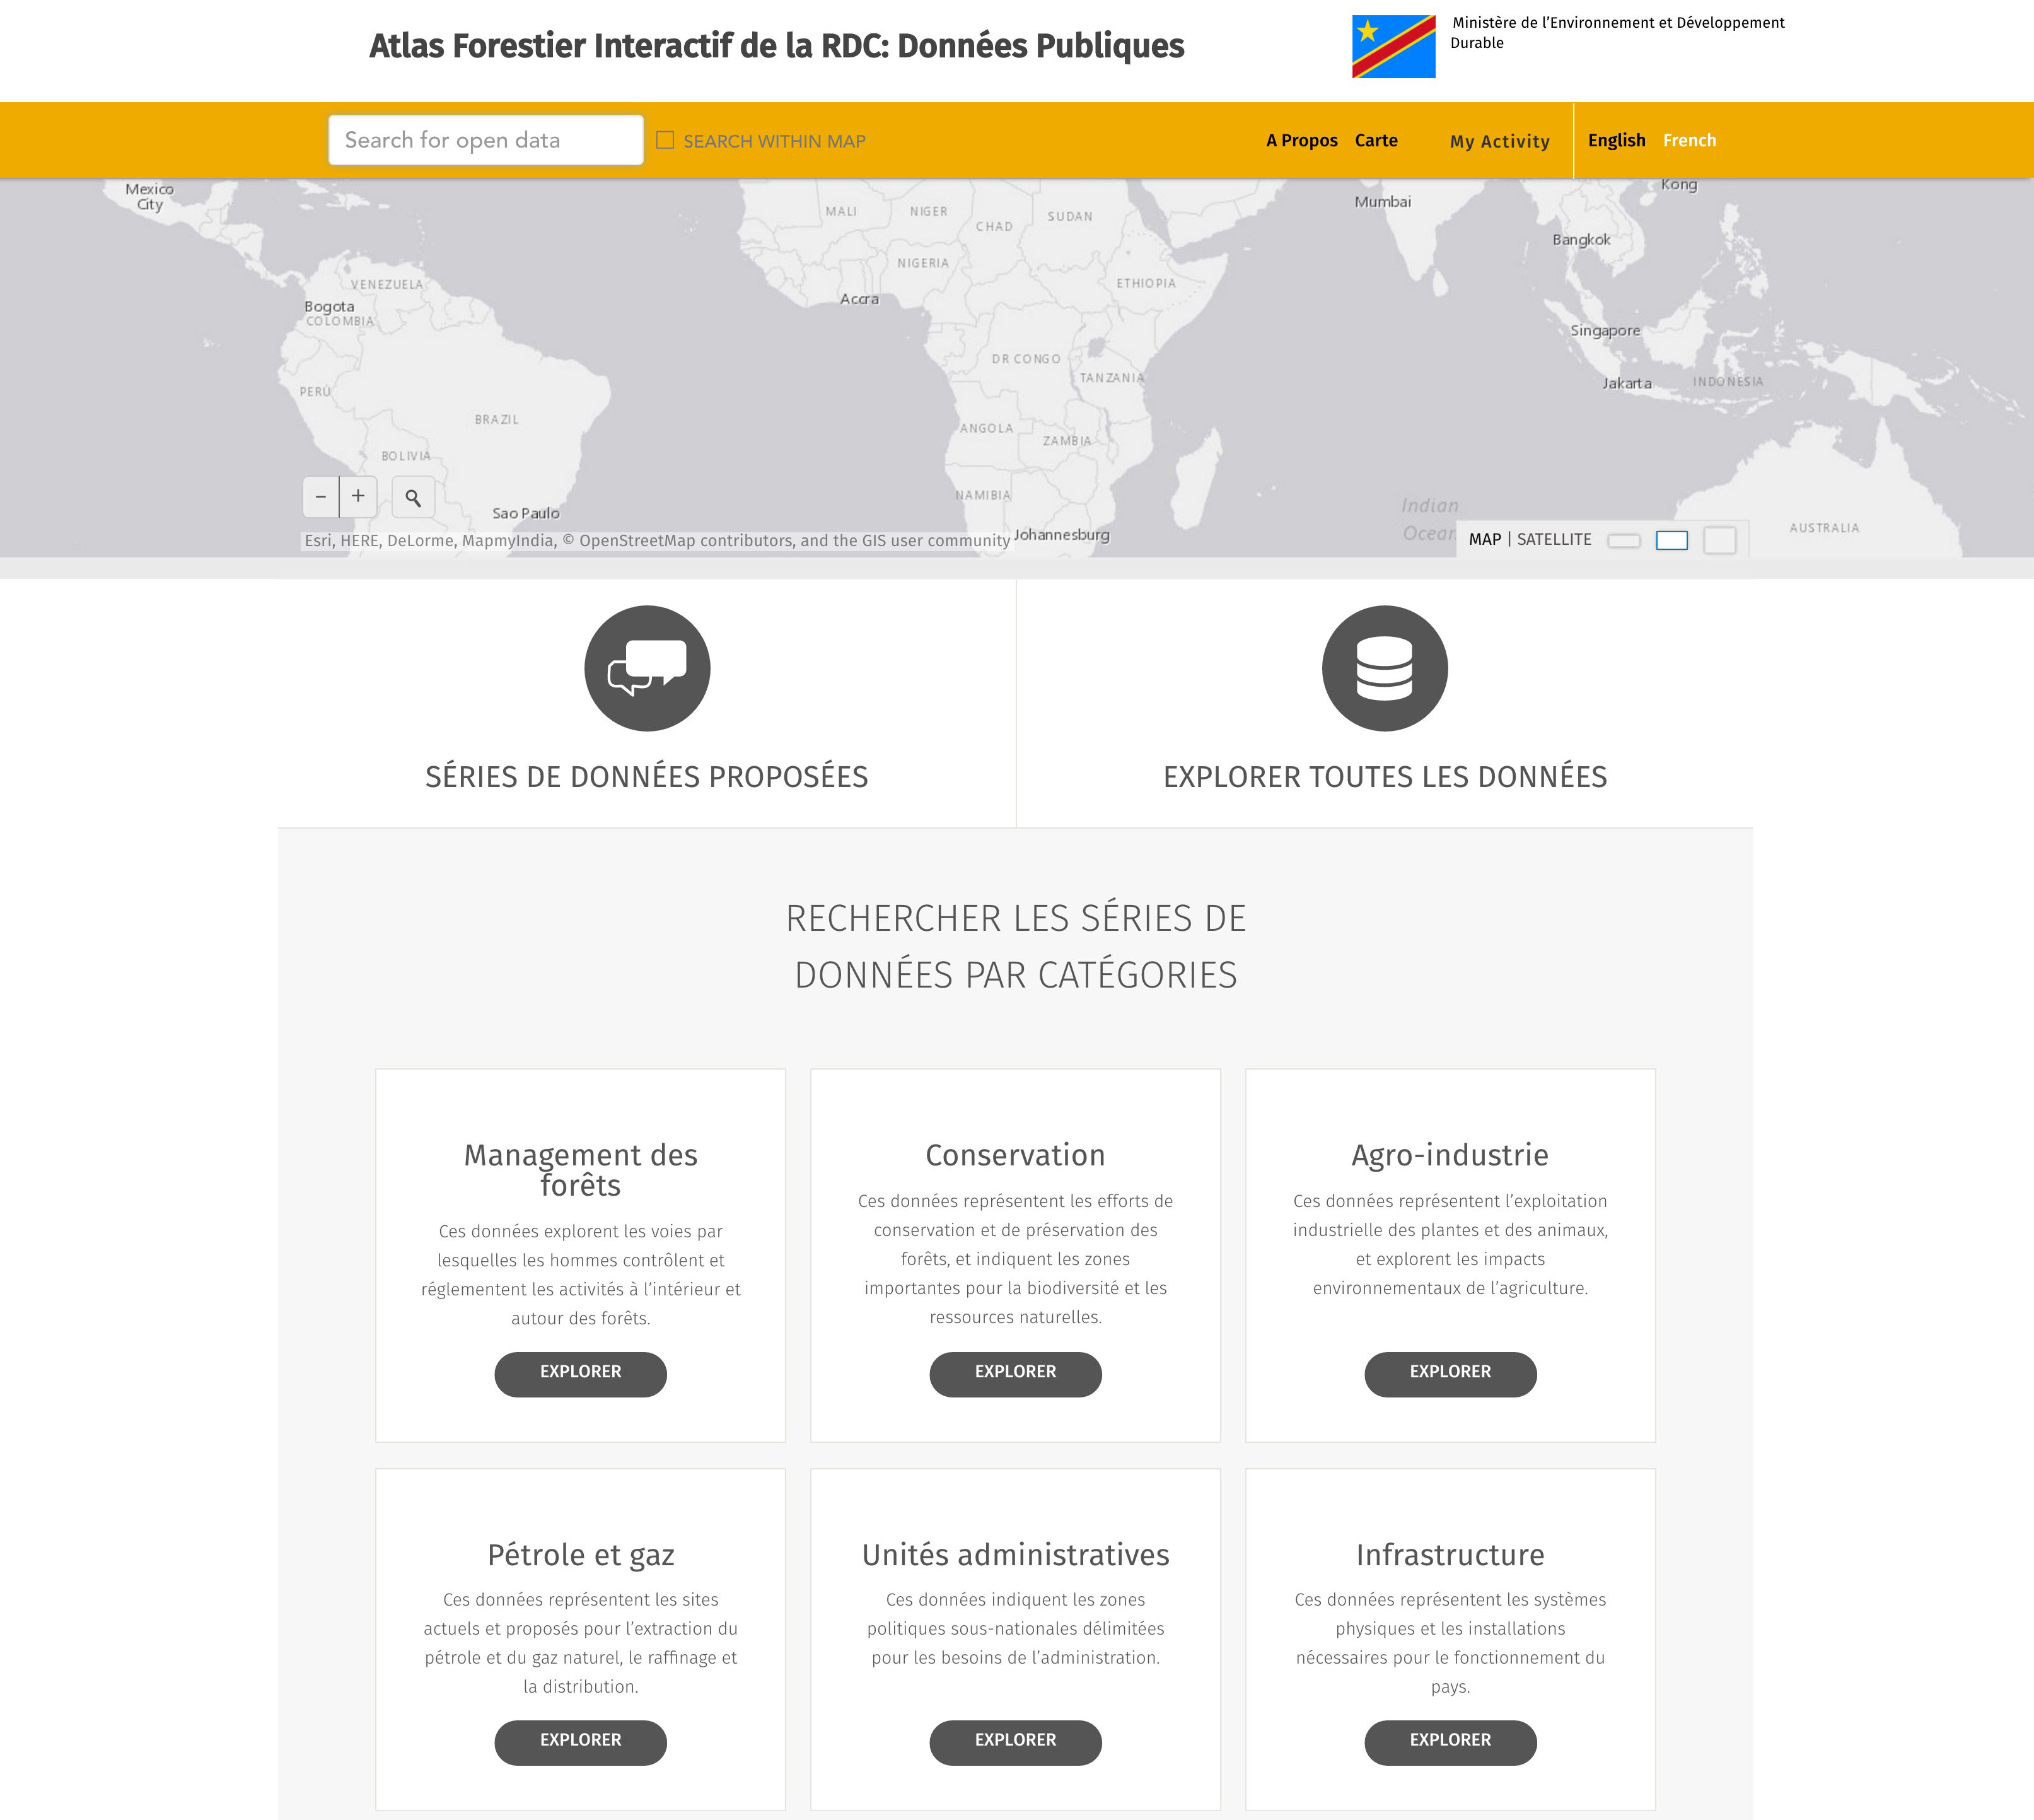 Atlas Forestier Interactif de la RDC: Données Publiques
Ministère de l'Environnement et Développement
Durable
Search for open data
SEARCH WITHIN MAP
A Propos
Carte
My Activity
English
French
Mexico
City
MALI
NIGER
CHAD
SUDAN
Mumbai
Kong
Bangkok
NIGERIA
ETHIOPIA
VENEZUELA
Bogota
COLOMBIA
Accra
Singapore
DR CONGO
TANZANIA
Jakarta
INDONESIA
PERÚ
BRAZIL
ANGOLA
ZAMBIA
BOLIVIA
NAMIBIA
Indian
Ocean
Sao Paulo
Johannesburg
AUSTRALIA
− +
Esri, HERE, DeLorme, MapmyIndia, © OpenStreetMap contributors, and the GIS user community
MAP | SATELLITE
SÉRIES DE DONNÉES PROPOSÉES
EXPLORER TOUTES LES DONNÉES
RECHERCHER LES SÉRIES DE
DONNÉES PAR CATÉGORIES
Management des
forêts
Ces données explorent les voies par
lesquelles les hommes contrôlent et
réglementent les activités à l'intérieur et
autour des forêts.
EXPLORER
Conservation
Ces données représentent les efforts de
conservation et de préservation des
forêts, et indiquent les zones
importantes pour la biodiversité et les
ressources naturelles.
EXPLORER
Agro-industrie
Ces données représentent l'exploitation
industrielle des plantes et des animaux,
et explorent les impacts
environnementaux de l'agriculture.
EXPLORER
Pétrole et gaz
Ces données représentent les sites
actuels et proposés pour l'extraction du
pétrole et du gaz naturel, le raffinage et
la distribution.
EXPLORER
Unités administratives
Ces données indiquent les zones
politiques sous-nationales délimitées
pour les besoins de l'administration.
EXPLORER
Infrastructure
Ces données représentent les systèmes
physiques et les installations
nécessaires pour le fonctionnement du
pays.
EXPLORER